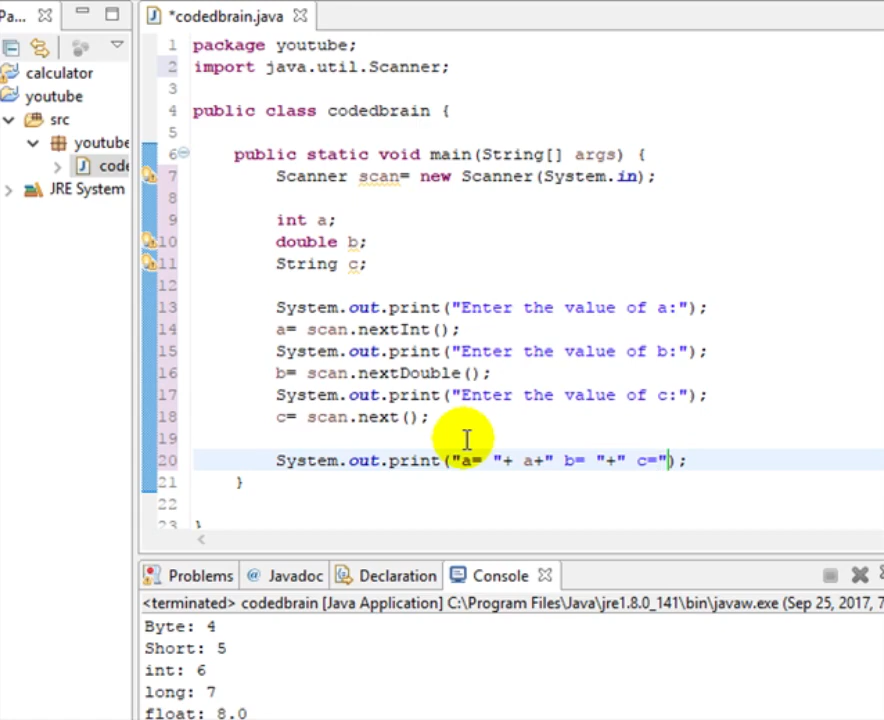 Pa...
*codedbrain.java
calculator
youtube
src
youtube
code
JRE System
1 package youtube;
2 import java.util.Scanner;
3
4 public class codedbrain {
5
6 public static void main(String[] args) {
7 Scanner scan= new Scanner(System.in);
8
9 int a;
10 double b;
11 String c;
12
13 System.out.print("Enter the value of a:");
14 a= scan.nextInt();
15 System.out.print("Enter the value of b:");
16 b= scan.nextDouble();
17 System.out.print("Enter the value of c:");
18 c= scan.next();
19
20 System.out.print("a= "+ a+" b= "+" c=");
21 }
22
23 }
Problems @ Javadoc Declaration Console
<terminated> codedbrain [Java Application] C:\Program Files\Java\jre1.8.0_141\bin\javaw.exe (Sep 25, 2017, 7
Byte: 4
Short: 5
int: 6
long: 7
float: 8.0